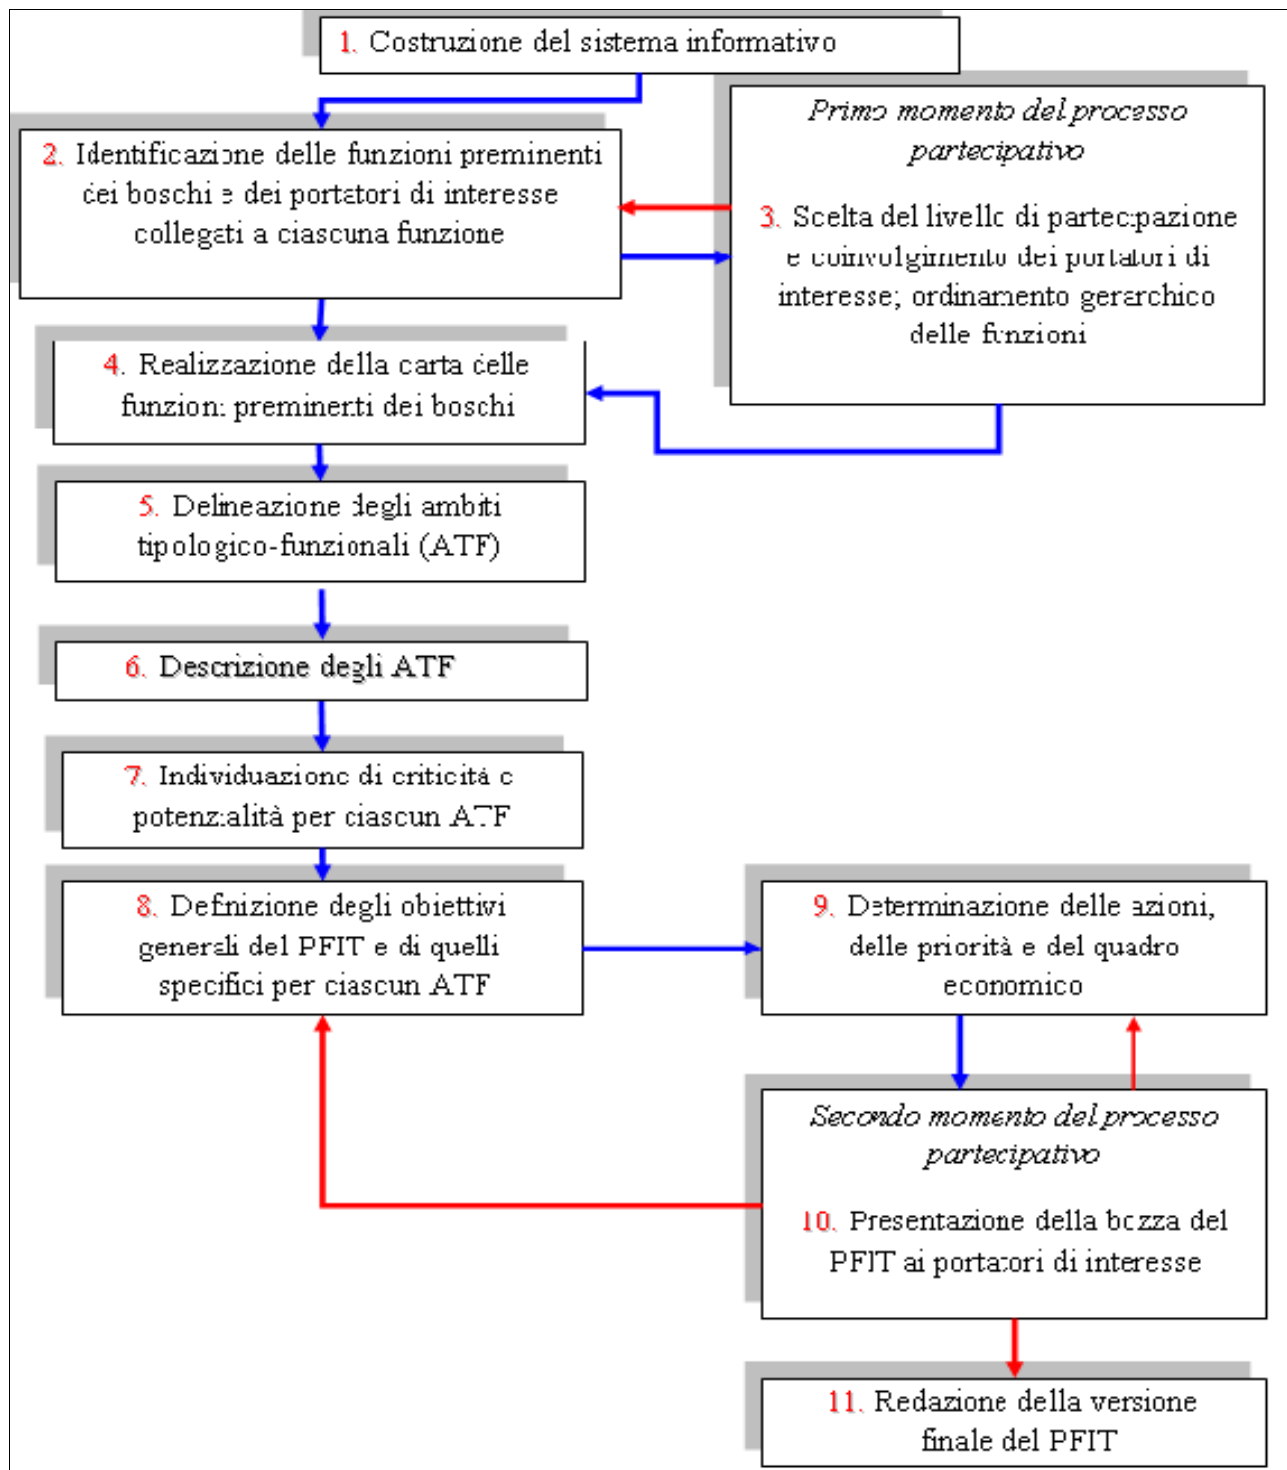 1. Costruzione del sistema informativo
2. Identificazione delle funzioni preminenti
dei boschi e dei portatori di interesse
collegati a ciascuna funzione
Primo momento del processo
partecipativo
3. Scelta del livello di partecipazione
e coinvolgimento dei portatori di
interesse; ordinamento gerarchico
delle funzioni
4. Realizzazione della carta delle
funzioni preminenti dei boschi
5. Delineazione degli ambiti
tipologico-funzionali (ATF)
6. Descrizione degli ATF
7. Individuazione di criticità e
potenzialità per ciascun ATF
8. Definizione degli obiettivi
generali del PFIT e di quelli
specifici per ciascun ATF
9. Determinazione delle azioni,
delle priorità e del quadro
economico
Secondo momento del processo
partecipativo
10. Presentazione della bozza del
PFIT ai portatori di interesse
11. Redazione della versione
finale del PFIT